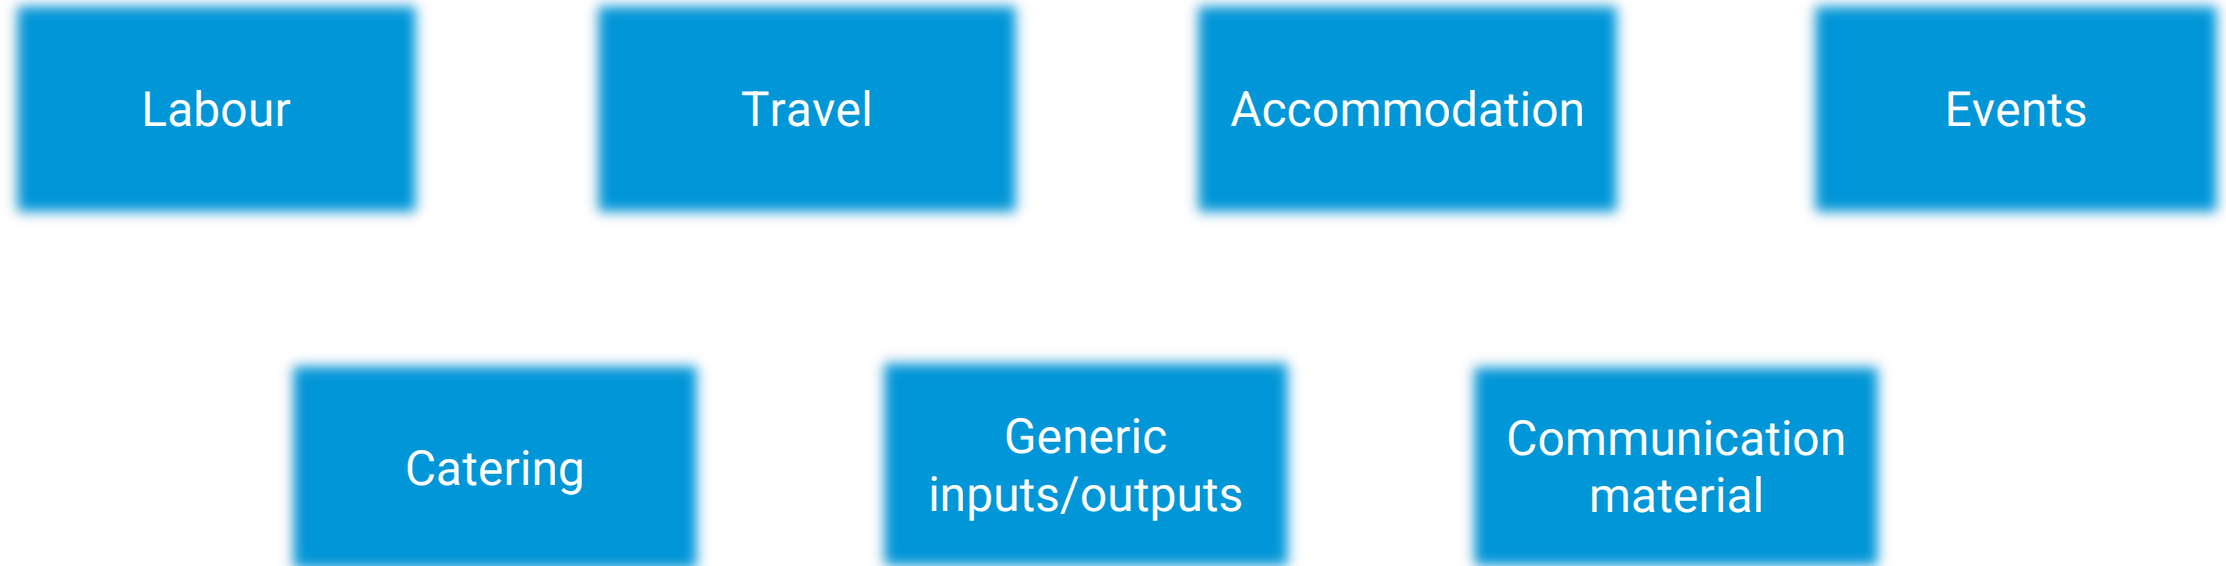 Labour
Travel
Accommodation
Events
Catering
Generic
inputs/outputs
Communication
material